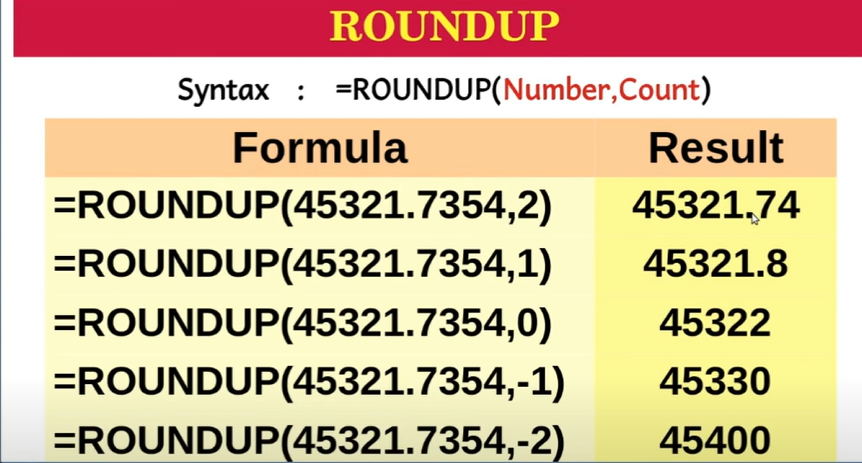 ROUNDUP
Syntax : =ROUNDUP(Number,Count)
Formula Result
=ROUNDUP(45321.7354,2) 45321.74
=ROUNDUP(45321.7354,1) 45321.8
=ROUNDUP(45321.7354,0) 45322
=ROUNDUP(45321.7354,-1) 45330
=ROUNDUP(45321.7354,-2) 45400